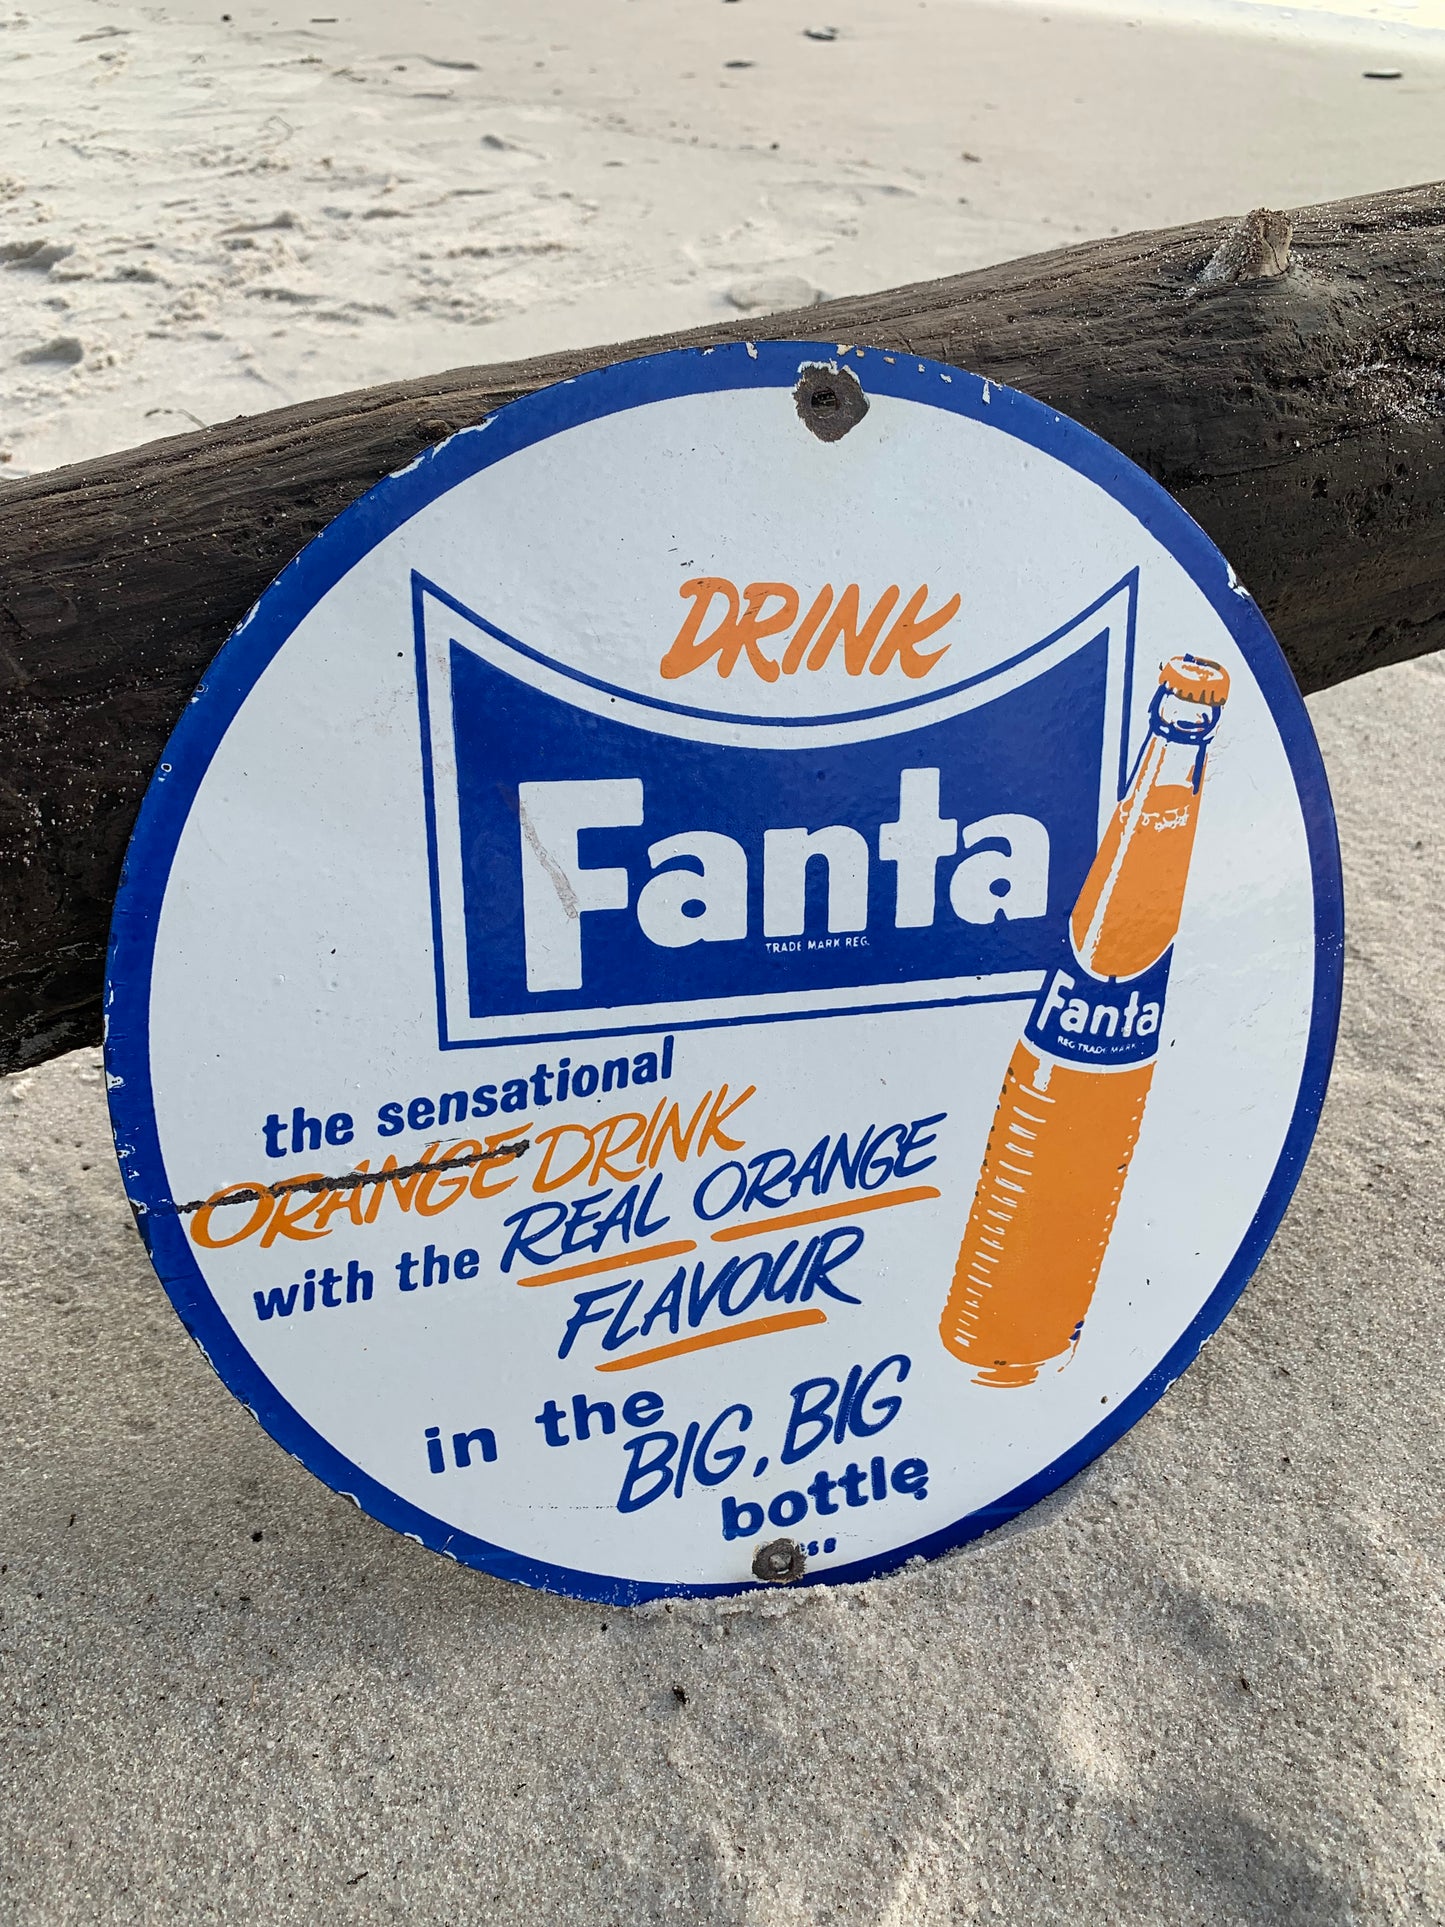 DRINK
Fanta
TRADE MARK REG.
Fanta
REG. TRADE MARK
the sensational
ORANGE DRINK
with the REAL ORANGE
FLAVOUR
in the BIG, BIG
bottle